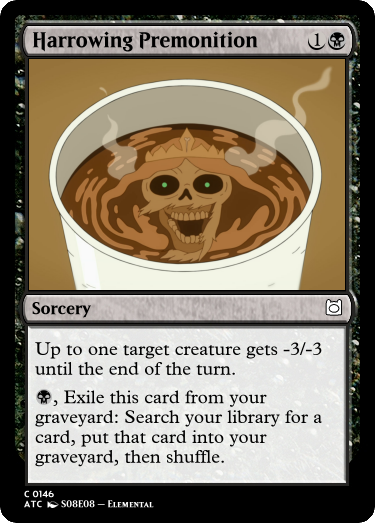 Harrowing Premonition 1
Sorcery
Up to one target creature gets -3/-3
until the end of the turn.
, Exile this card from your
graveyard: Search your library for a
card, put that card into your
graveyard, then shuffle.
C 0146
ATC S08E08 – Elemental